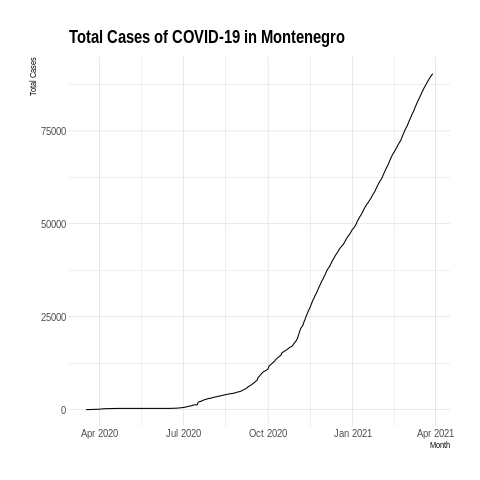 Total Cases of COVID-19 in Montenegro
Total Cases
75000
50000
25000
0
Apr 2020 Jul 2020 Oct 2020 Jan 2021 Apr 2021
Month